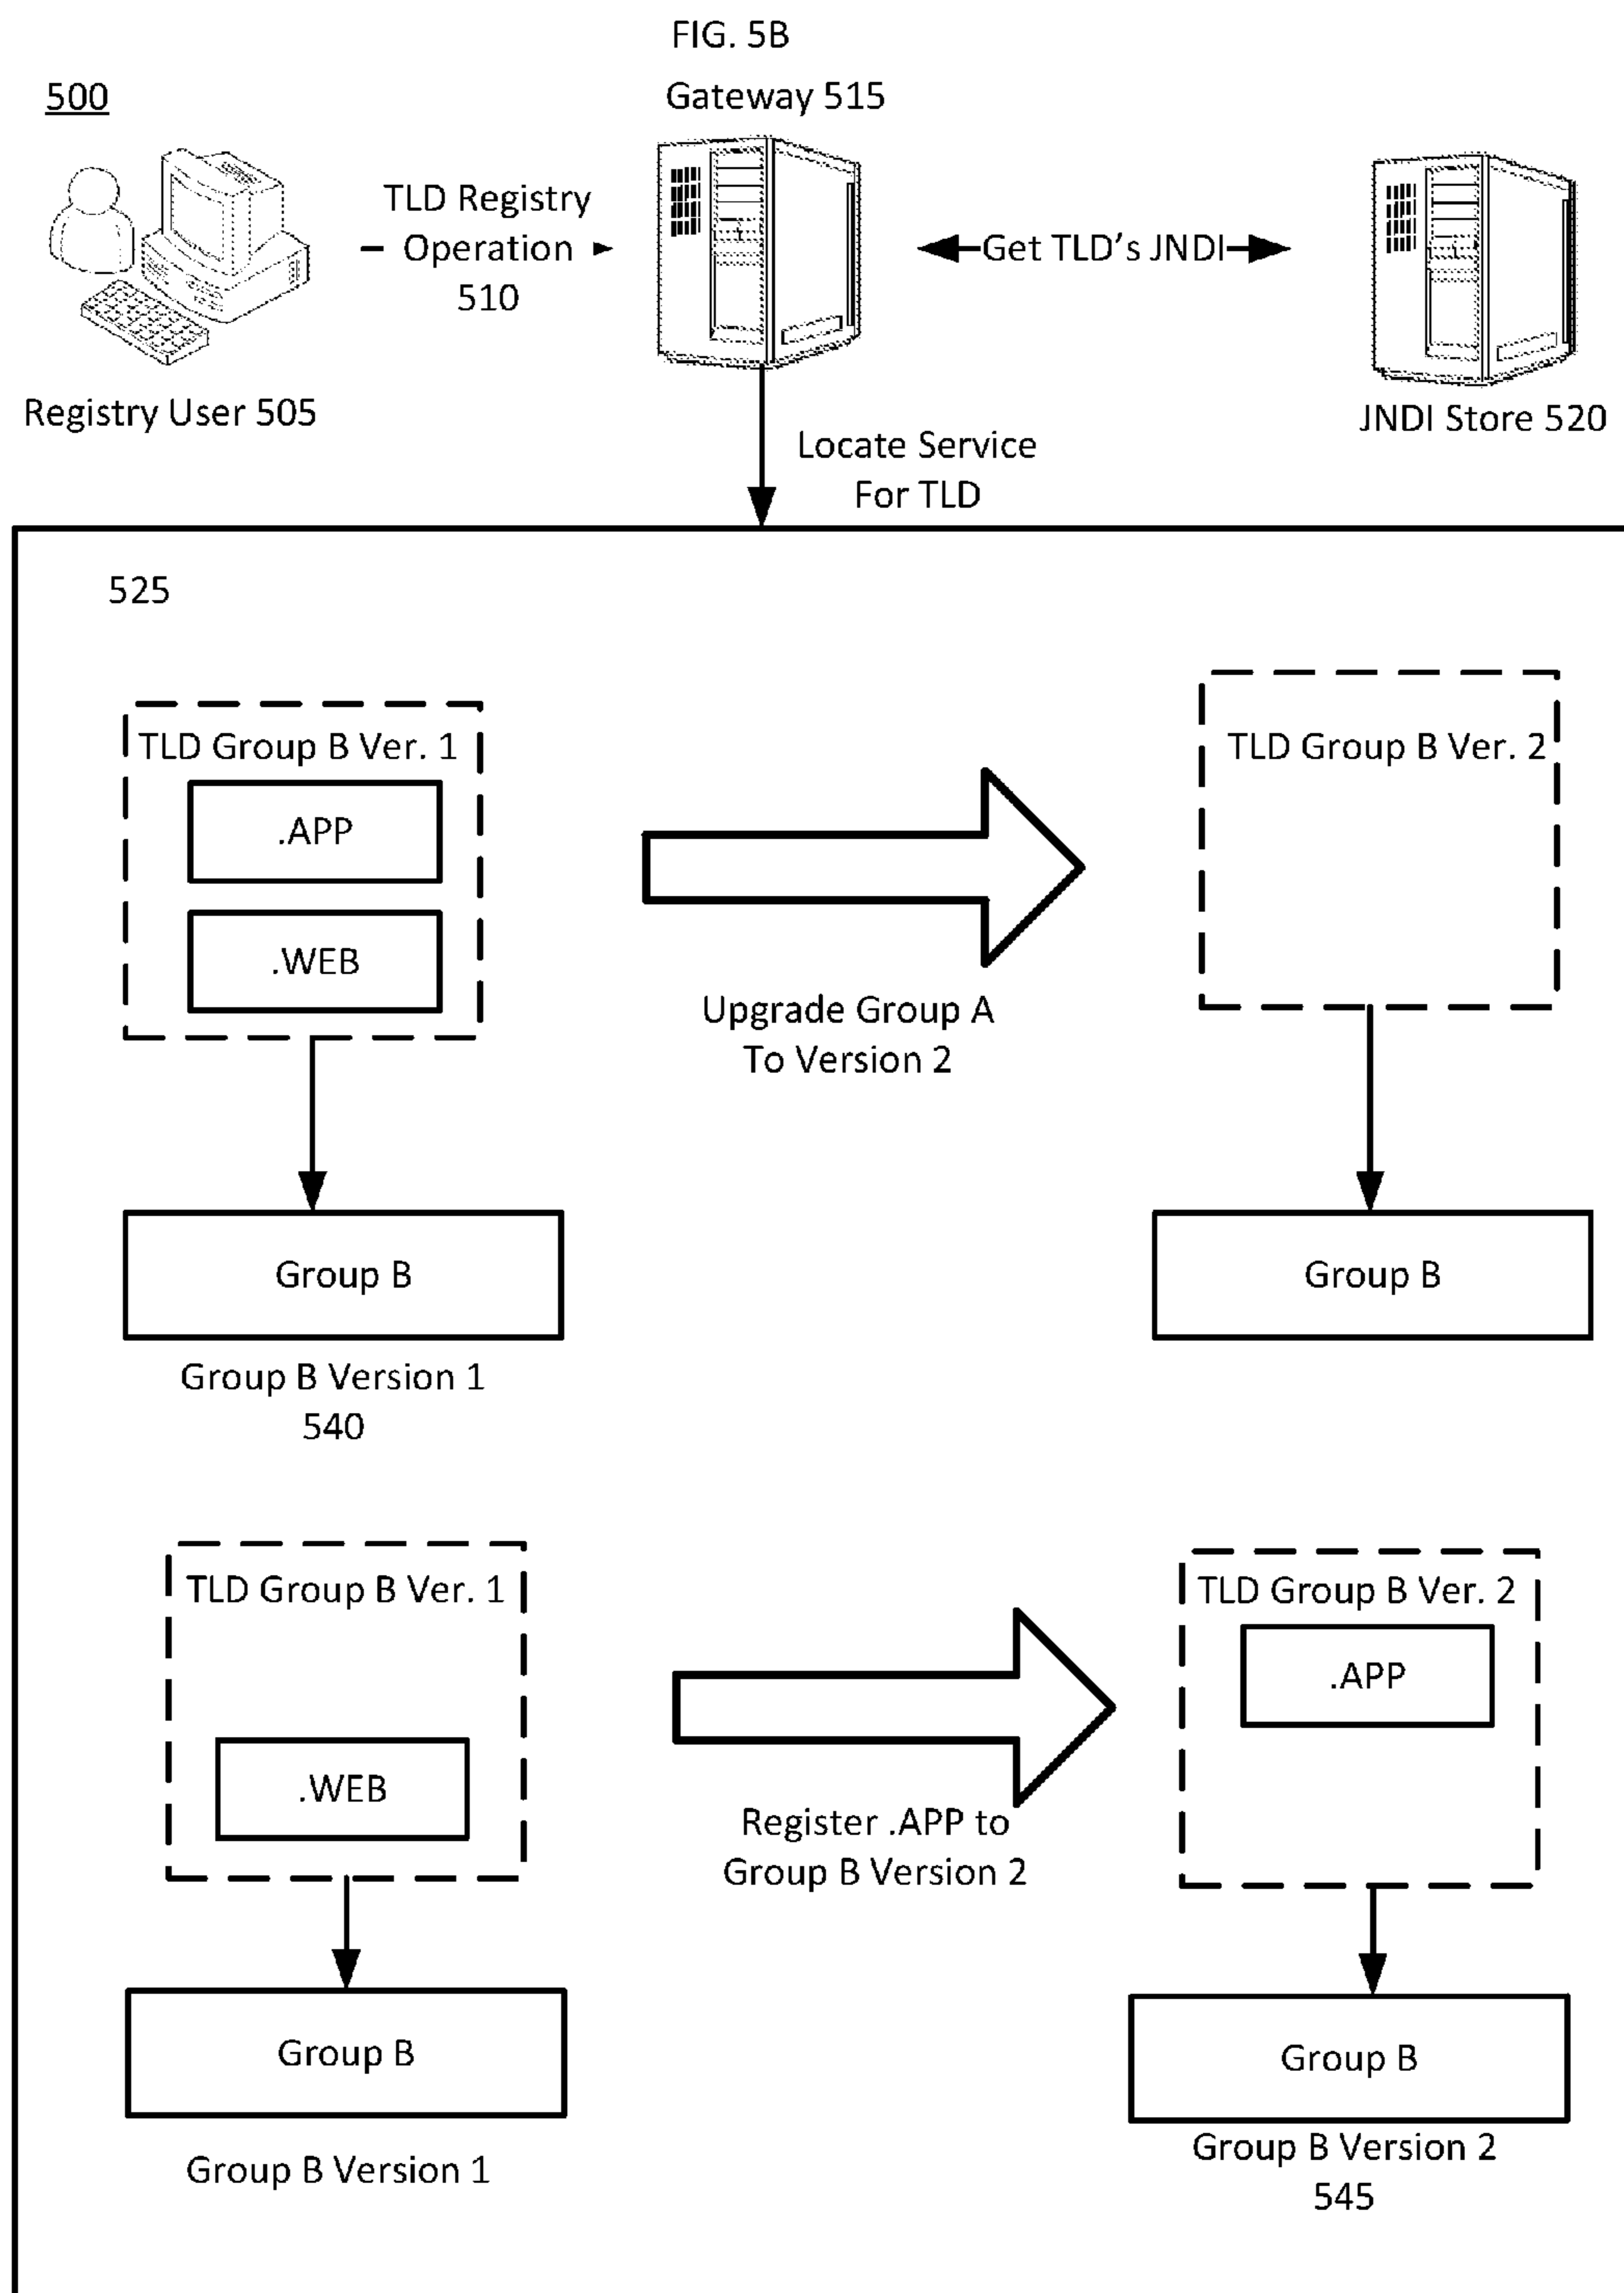 FIG. 5B
500
Gateway 515
TLD Registry
Operation
510
Get TLD's JNDI
Registry User 505
JNDI Store 520
Locate Service
For TLD
525
TLD Group B Ver. 1
.APP
.WEB
Upgrade Group A
To Version 2
TLD Group B Ver. 2
Group B
Group B Version 1
540
Group B
TLD Group B Ver. 1
.WEB
Register .APP to
Group B Version 2
TLD Group B Ver. 2
.APP
Group B
Group B Version 1
Group B
Group B Version 2
545